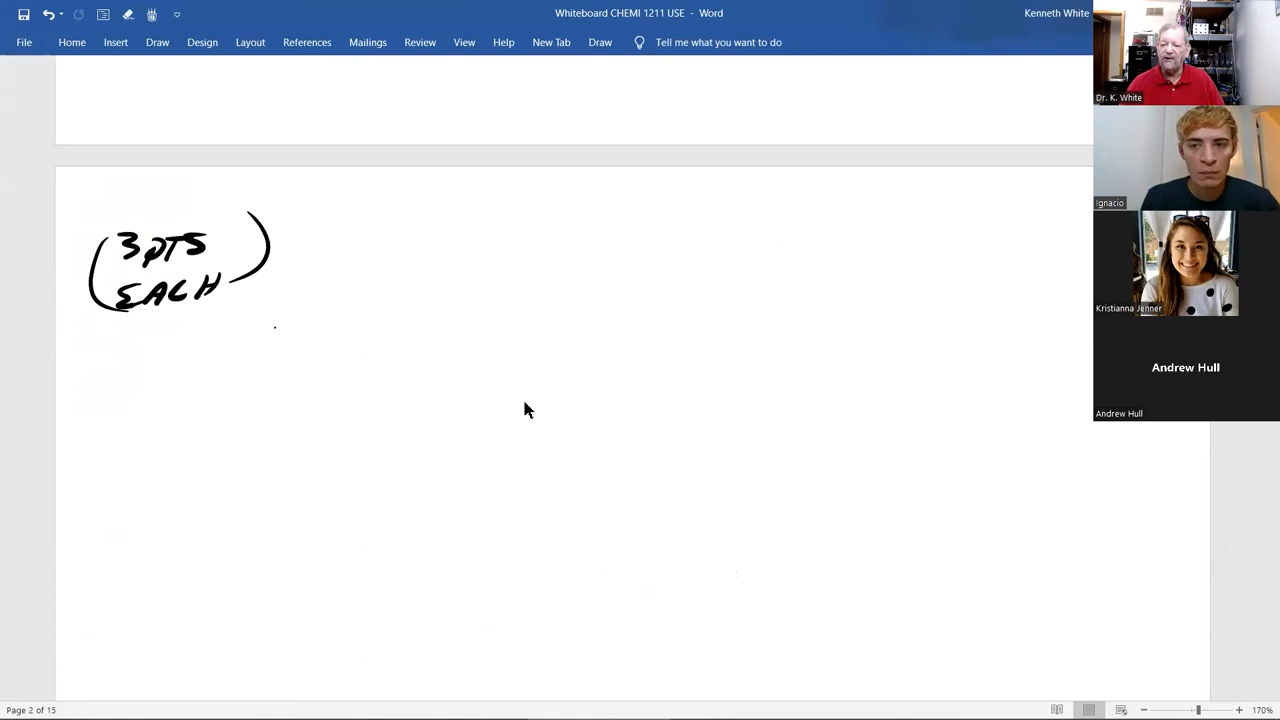 Whiteboard CHEMI 1211 USE - Word
Kenneth White
File
Insert
Draw
Design
Layout
References
Mailings
Review
View
New Tab
Draw
Tell me what you want to do
Dr. K. White
Ignacio
Kristianna Jenner
Andrew Hull
Andrew Hull
(3 PTS
EACH)
Page 2 of 15
170%